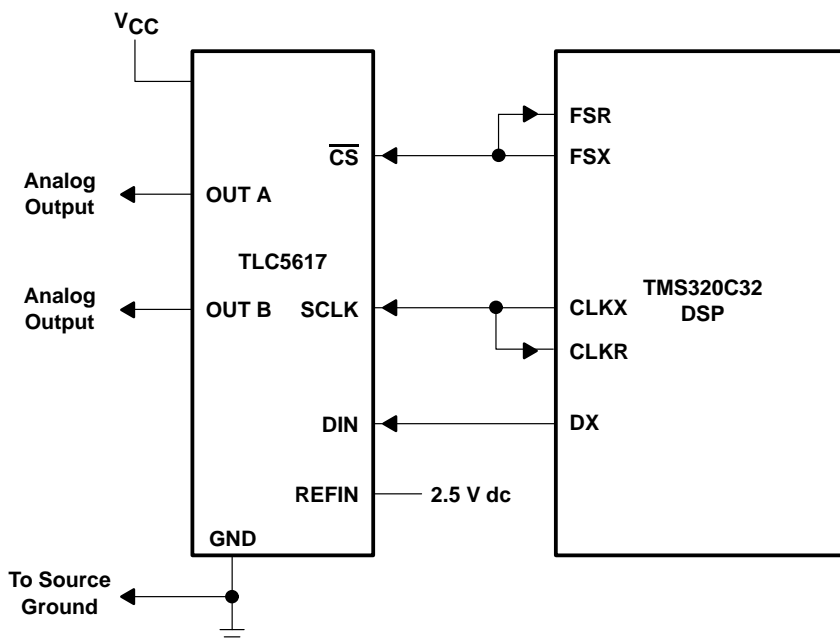 VCC
FSR
CS
FSX
Analog
Output
OUT A
TLC5617
Analog
Output
OUT B
SCLK
CLKX
TMS320C32
DSP
CLKR
DIN
DX
REFIN
2.5 V dc
GND
To Source
Ground